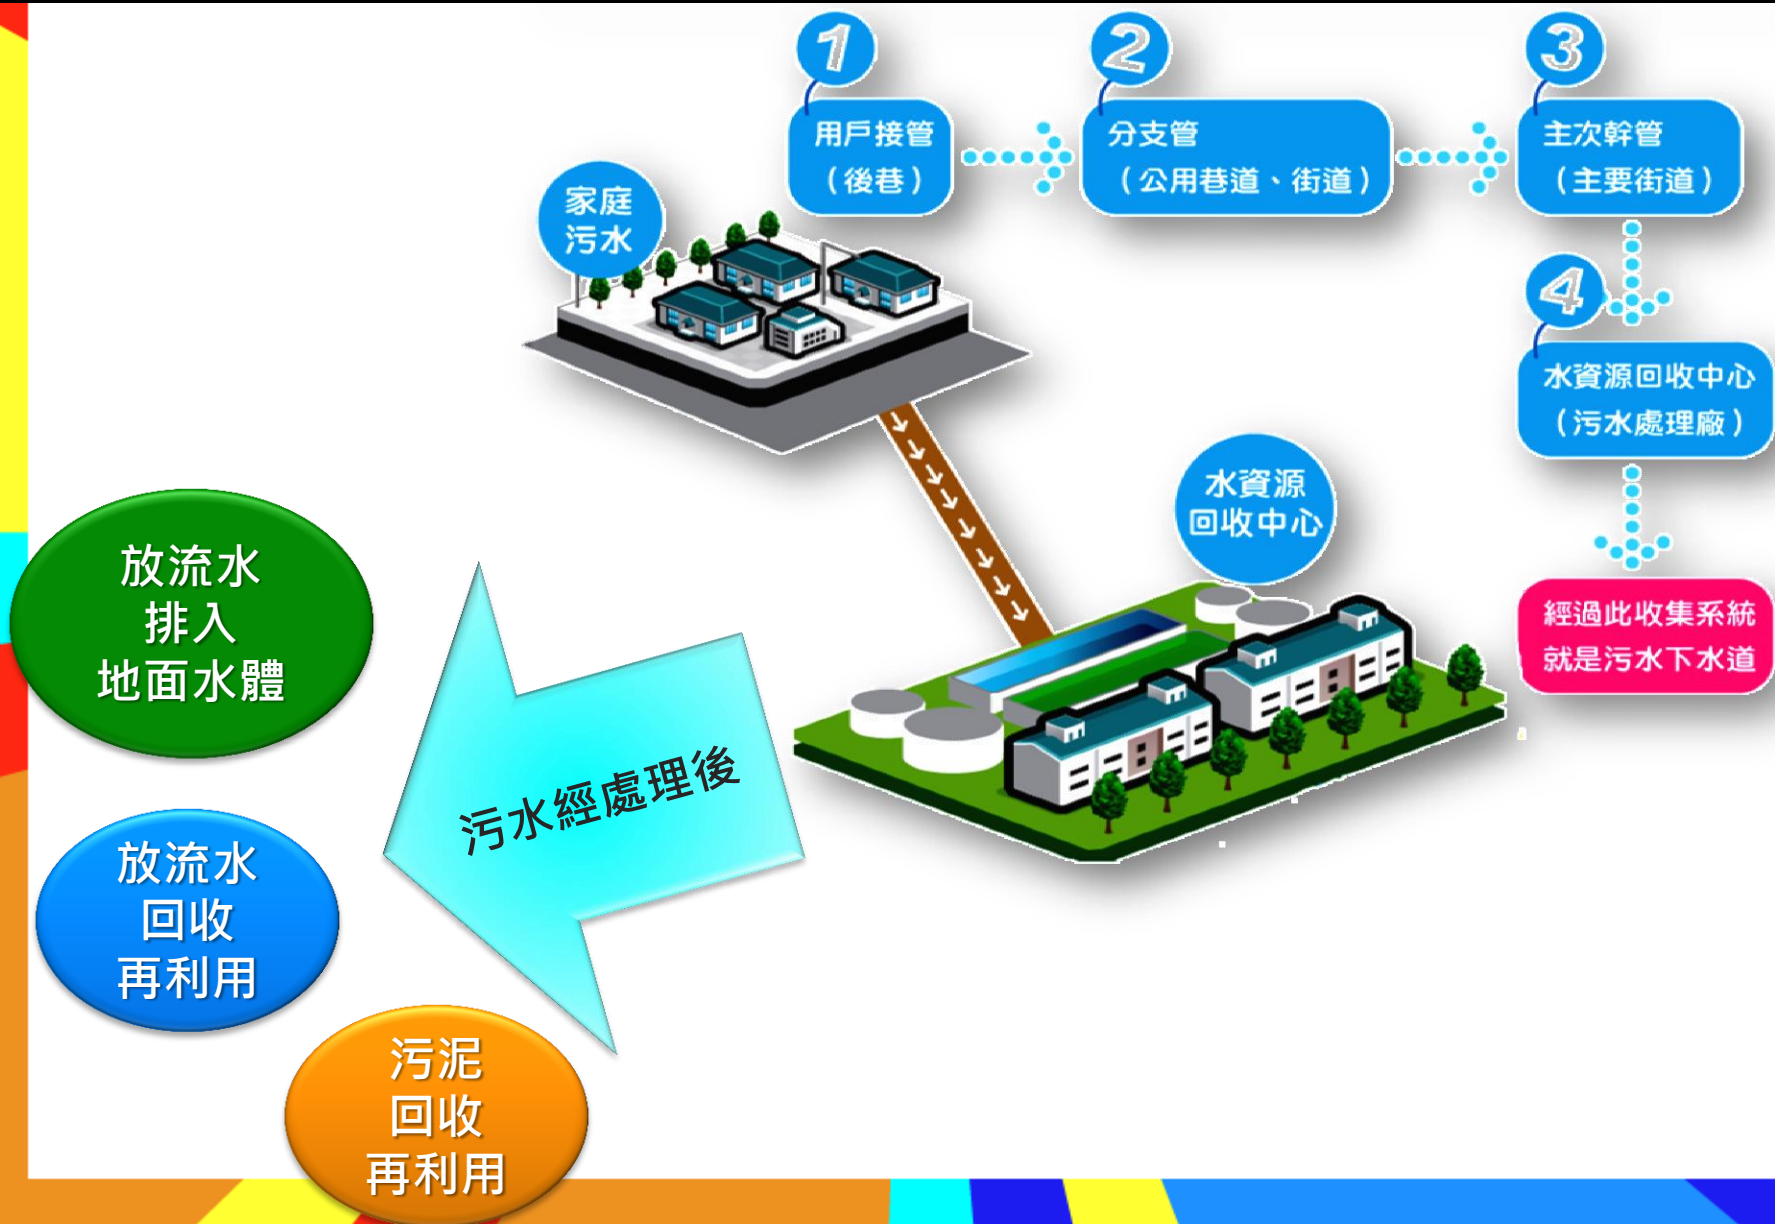 1
用戶接管
（後巷）
2
分支管
（公用巷道、街道）
3
主次幹管
（主要街道）
4
水資源回收中心
（污水處理廠）
經過此收集系統
就是污水下水道
家庭
污水
水資源
回收中心
污水經處理後
放流水
排入
地面水體
放流水
回收
再利用
污泥
回收
再利用